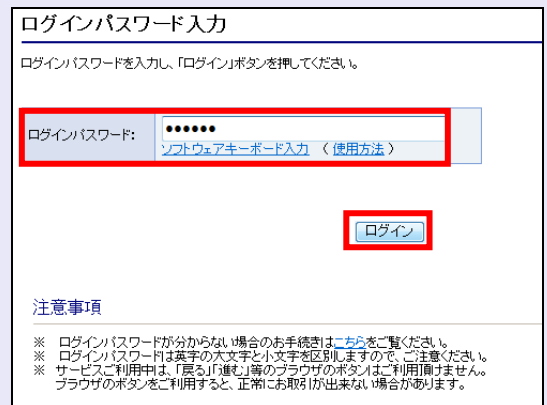 ログインパスワード入力
ログインパスワードを入力し、「ログイン」ボタンを押してください。
ログインパスワード: ●●●●●●
ソフトウェアキーボード入力 ( 使用方法 )
ログイン
注意事項
※ ログインパスワードが分からない場合のお手続きはこちらをご覧ください。
※ ログインパスワードは英字の大文字と小文字を区別しますので、ご注意ください。
※ サービスご利用中は、「戻る」「進む」等のブラウザのボタンはご利用頂けません。
ブラウザのボタンをご利用すると、正常にお取引が出来ない場合があります。